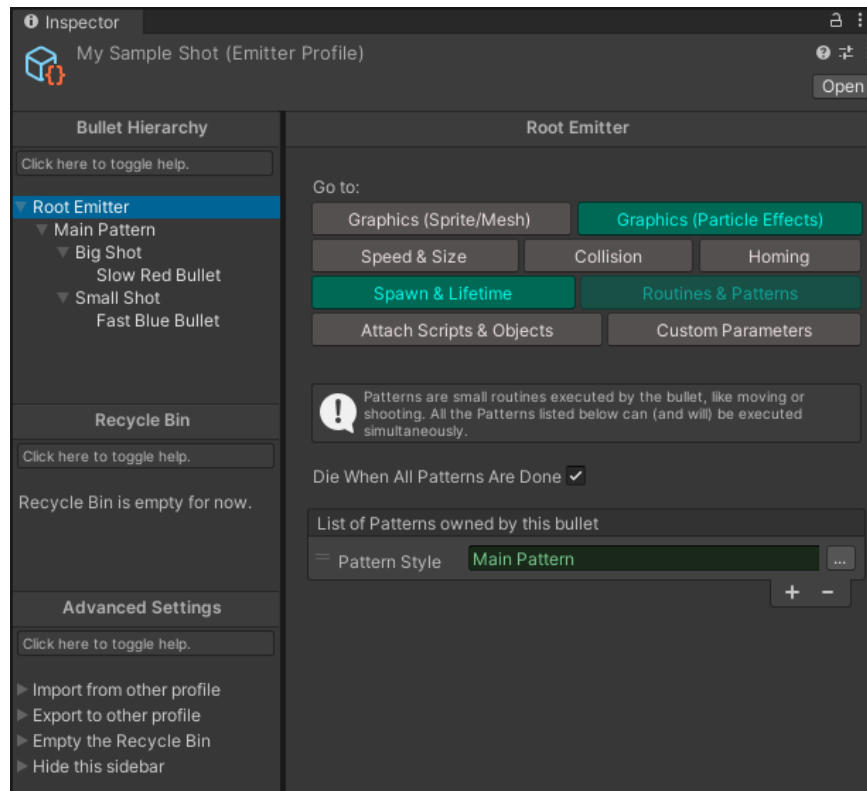 Inspector
My Sample Shot (Emitter Profile)
Open
Bullet Hierarchy
Click here to toggle help.
Root Emitter
Main Pattern
Big Shot
Slow Red Bullet
Small Shot
Fast Blue Bullet
Recycle Bin
Click here to toggle help.
Recycle Bin is empty for now.
Advanced Settings
Click here to toggle help.
Import from other profile
Export to other profile
Empty the Recycle Bin
Hide this sidebar
Root Emitter
Go to:
Graphics (Sprite/Mesh) Graphics (Particle Effects)
Speed & Size Collision Homing
Spawn & Lifetime Routines & Patterns
Attach Scripts & Objects Custom Parameters
Patterns are small routines executed by the bullet, like moving or
shooting. All the Patterns listed below can (and will) be executed
simultaneously.
Die When All Patterns Are Done
List of Patterns owned by this bullet
Pattern Style Main Pattern ...
+ -